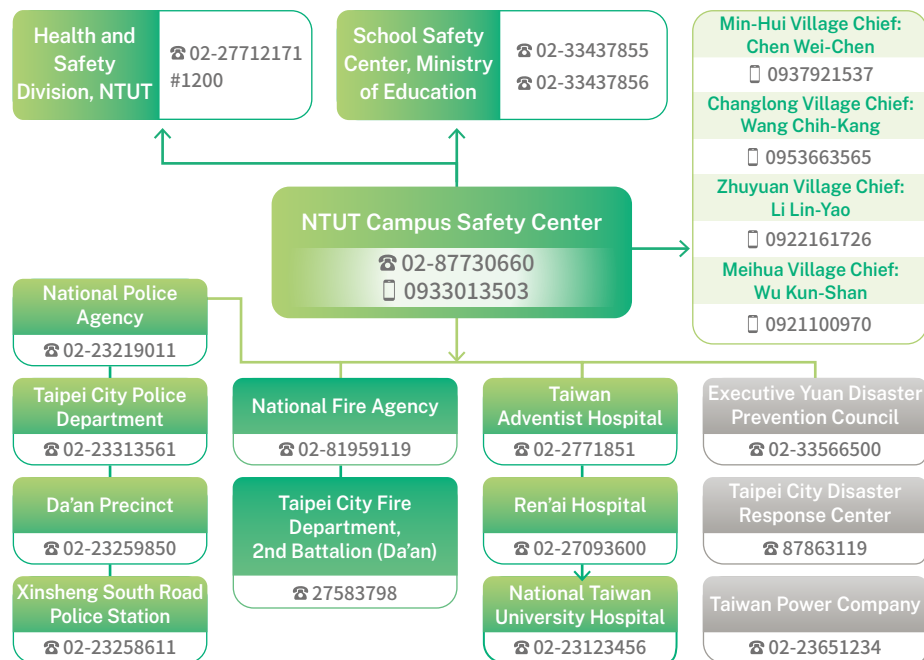 Health and
Safety
Division, NTUT
☎ 02-27712171
#1200
School Safety
Center, Ministry
of Education
☎ 02-33437855
☎ 02-33437856
Min-Hui Village Chief:
Chen Wei-Chen
0937921537
Changlong Village Chief:
Wang Chih-Kang
0953663565
Zhuyuan Village Chief:
Li Lin-Yao
0922161726
Meihua Village Chief:
Wu Kun-Shan
0921100970
NTUT Campus Safety Center
☎ 02-87730660
0933013503
National Police
Agency
☎ 02-23219011
Taipei City Police
Department
☎ 02-23313561
Da’an Precinct
☎ 02-23259850
Xinsheng South Road
Police Station
☎ 02-23258611
National Fire Agency
☎ 02-81959119
Taipei City Fire
Department,
2nd Battalion (Da’an)
☎ 27583798
Taiwan
Adventist Hospital
☎ 02-2771851
Ren’ai Hospital
☎ 02-27093600
National Taiwan
University Hospital
☎ 02-23123456
Executive Yuan Disaster
Prevention Council
☎ 02-33566500
Taipei City Disaster
Response Center
☎ 87863119
Taiwan Power Company
☎ 02-23651234